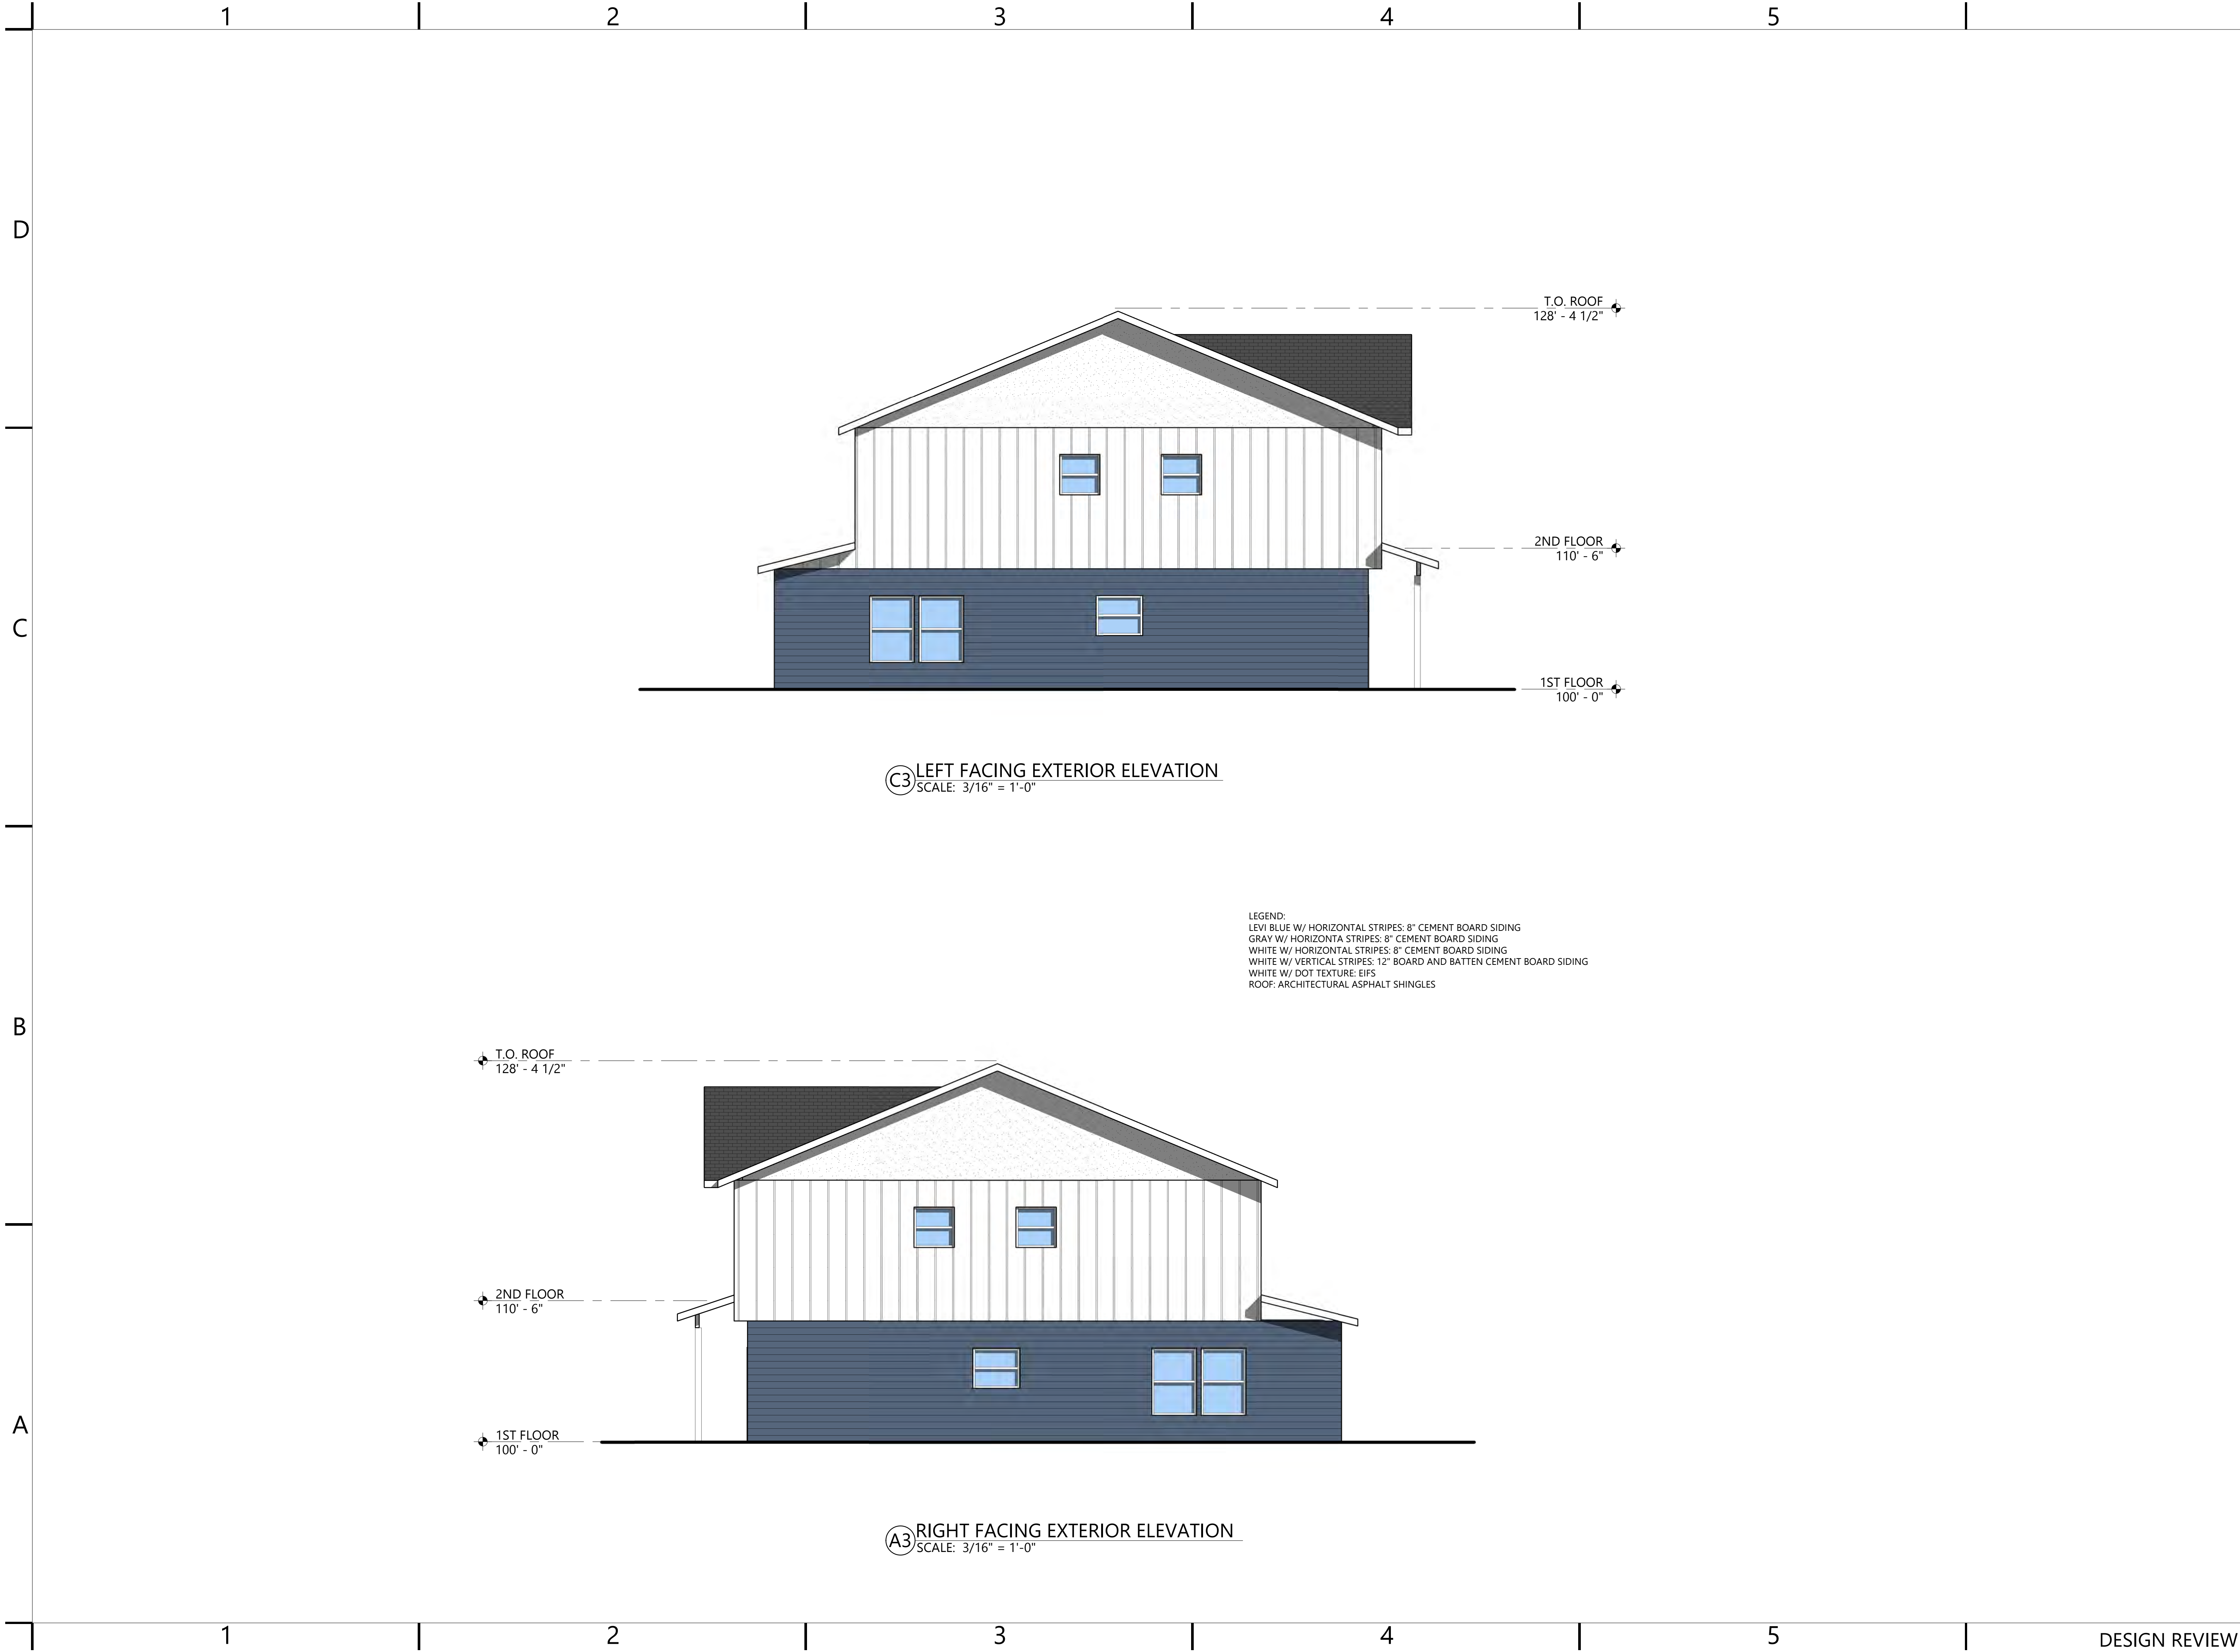 1 2 3 4 5
D
T.O. ROOF
128' - 4 1/2"
2ND FLOOR
110' - 6"
C
1ST FLOOR
100' - 0"
C3 LEFT FACING EXTERIOR ELEVATION
SCALE: 3/16" = 1'-0"
LEGEND:
LEVI BLUE W/ HORIZONTAL STRIPES: 8" CEMENT BOARD SIDING
GRAY W/ HORIZONTA STRIPES: 8" CEMENT BOARD SIDING
WHITE W/ HORIZONTAL STRIPES: 8" CEMENT BOARD SIDING
WHITE W/ VERTICAL STRIPES: 12" BOARD AND BATTEN CEMENT BOARD SIDING
WHITE W/ DOT TEXTURE: EIFS
ROOF: ARCHITECTURAL ASPHALT SHINGLES
B
T.O. ROOF
128' - 4 1/2"
2ND FLOOR
110' - 6"
A
1ST FLOOR
100' - 0"
A3 RIGHT FACING EXTERIOR ELEVATION
SCALE: 3/16" = 1'-0"
1 2 3 4 5
DESIGN REVIEW